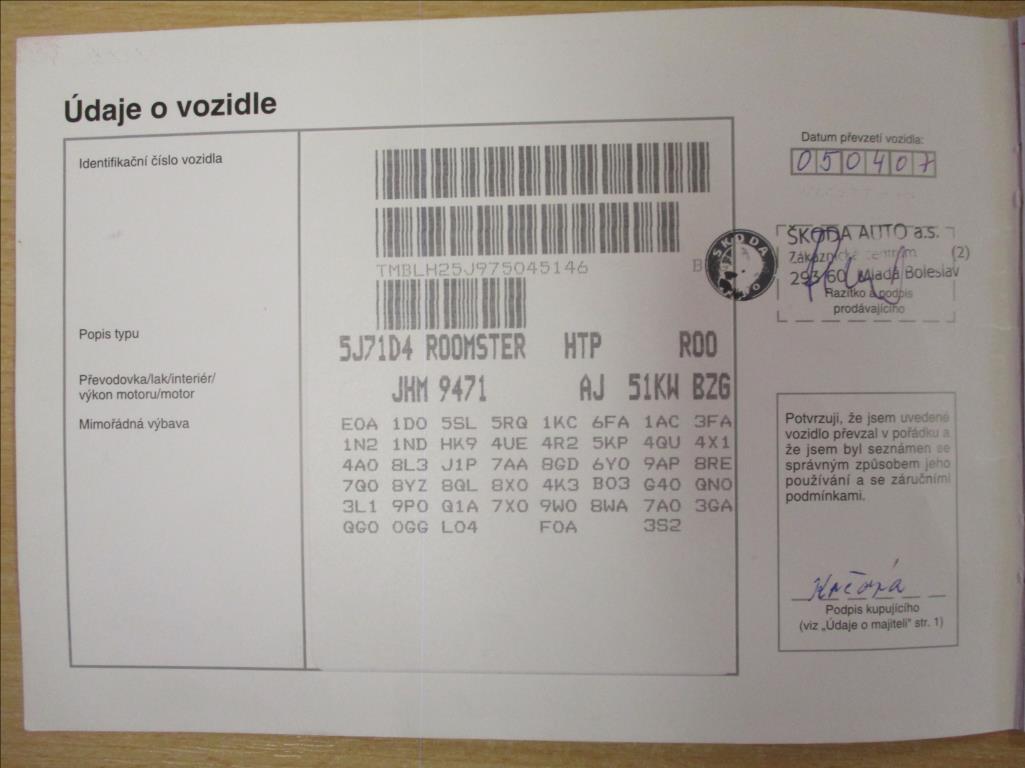 Údaje o vozidle
Identifikační číslo vozidla
TMBLH25J975045146
Popis typu
5J71D4 ROOMSTER HTP ROO
Převodovka/lak/interiér/
výkon motoru/motor
JHM 9471 AJ 51KW BZG
Mimořádná výbava
E0A 1D0 5SL 5RQ 1KC 6FA 1AC 3FA
1N2 1ND HK9 4UE 4R2 5KP 4QU 4X1
4A0 8L3 J1P 7AA 8GD 6Y0 9AP 8RE
7Q0 8YZ 8QL 8X0 4K3 B03 G40 QN0
3L1 9P0 Q1A 7X0 9W0 8WA 7A0 3GA
QG0 0GG L04 F0A 3S2
Datum převzetí vozidla:
050407
ŠKODA
AUTO
ŠKODA AUTO a.s.
Zákaznické centrum (2)
293 60 Mladá Boleslav
Razítko a podpis
prodávajícího
Potvrzuji, že jsem uvedené
vozidlo převzal v pořádku a
že jsem byl seznámen se
správným způsobem jeho
používání a se záručními
podmínkami.
Podpis kupujícího
(viz „Údaje o majiteli" str. 1)